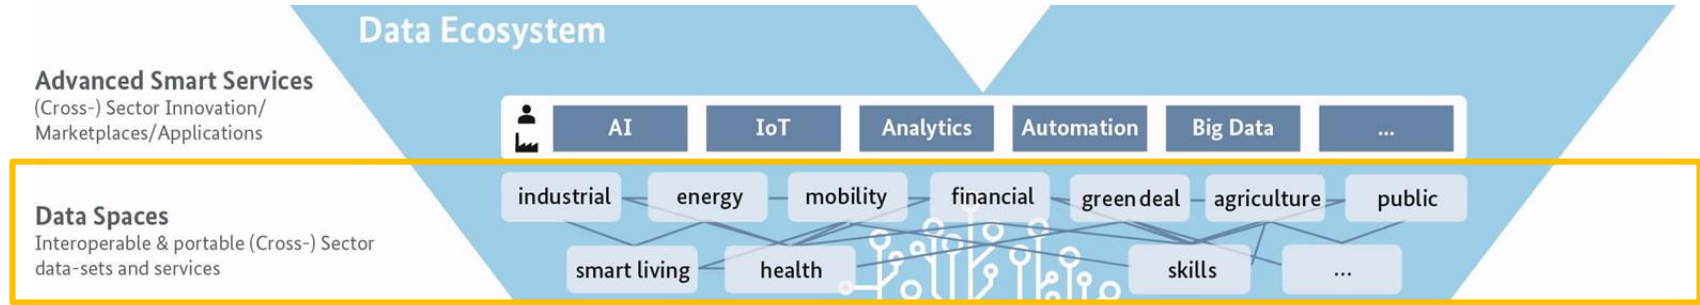 Data Ecosystem
Advanced Smart Services
(Cross-) Sector Innovation/
Marketplaces/Applications
AI
IoT
Analytics
Automation
Big Data
...
Data Spaces
Interoperable & portable (Cross-) Sector
data-sets and services
industrial
energy
mobility
financial
green deal
agriculture
public
smart living
health
skills
...